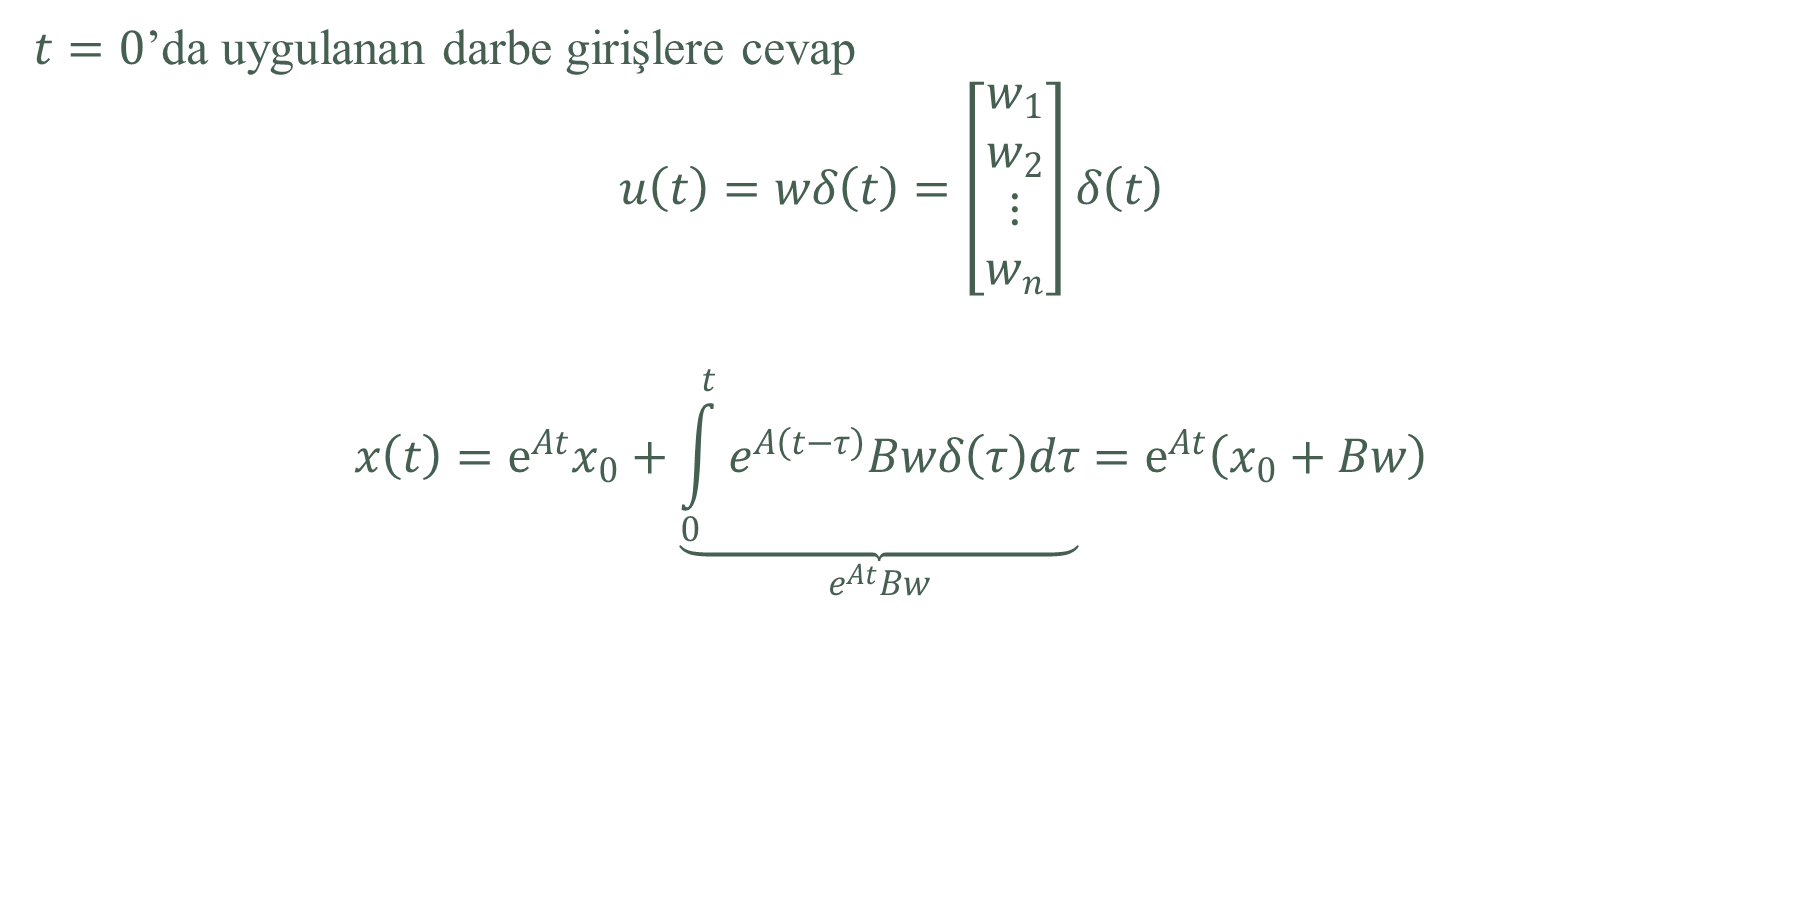 t = 0’da uygulanan darbe girişlere cevap
u(t) = wδ(t) = [w₁ w₂ ⋮ wₙ] δ(t)
x(t) = e^{At}x₀ + ∫₀ᵗ e^{A(t−τ)}Bwδ(τ)dτ = e^{At}(x₀ + Bw)
e^{At}Bw